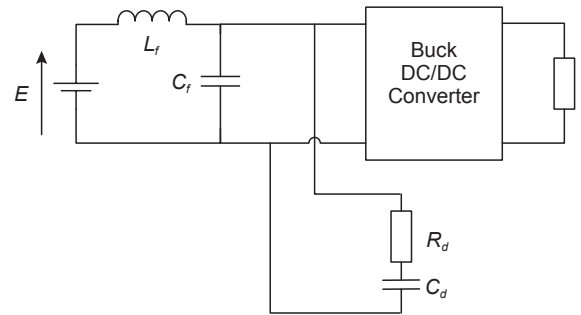 L_f
E
C_f
Buck
DC/DC
Converter
R_d
C_d